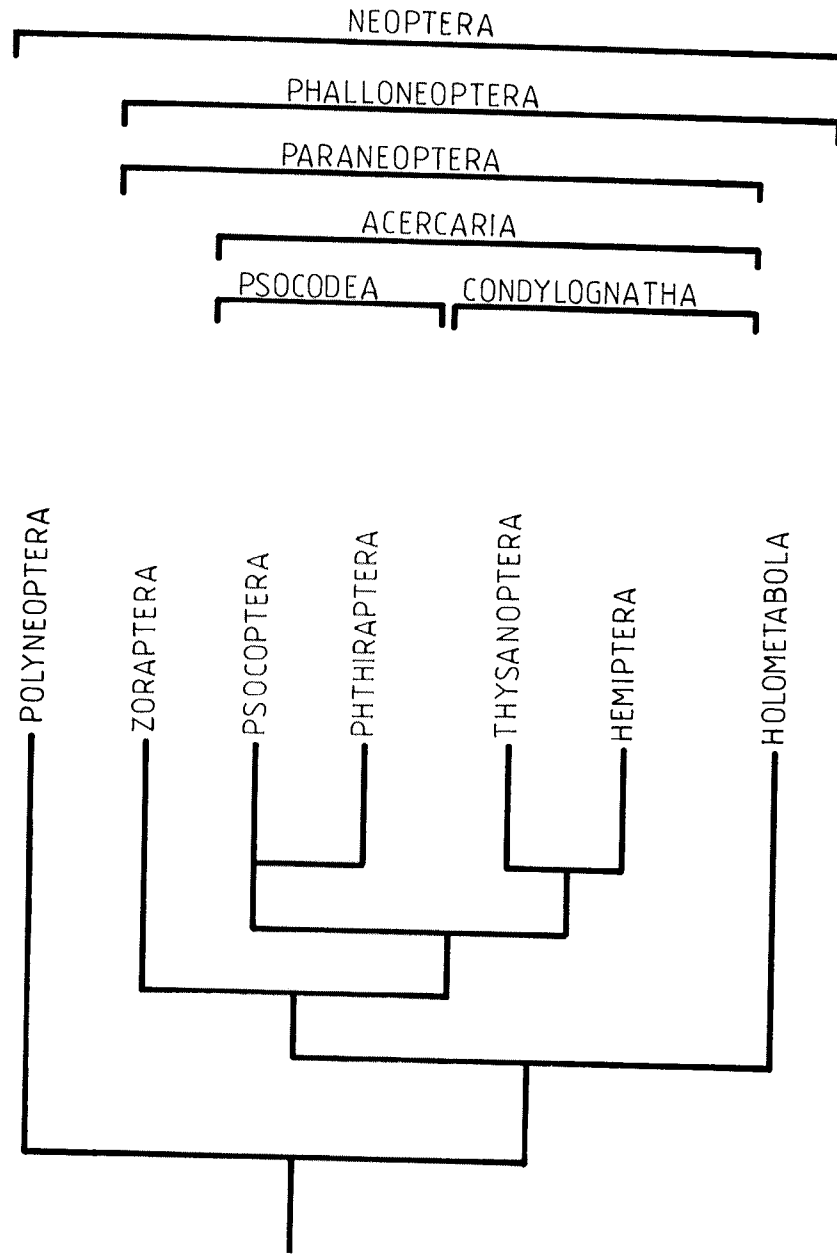 NEOPTERA
PHALLONEOPTERA
PARANEOPTERA
ACERCARIA
PSOCODEA
CONDYLOGNATHA
POLYNEOPTERA
ZORAPTERA
PSOCOPTERA
PHTHIRAPTERA
THYSANOPTERA
HEMIPTERA
HOLOMETABOLA